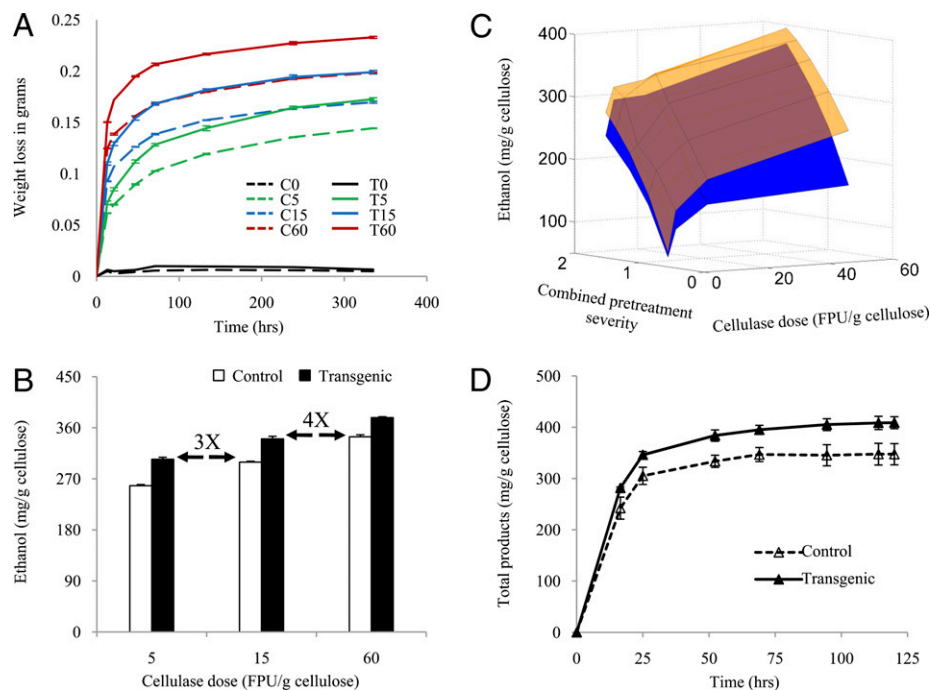 A
Weight loss in grams
0.25
0.2
0.15
0.1
0.05
0
C0 T0
C5 T5
C15 T15
C60 T60
0 100 200 300 400
Time (hrs)
C
Ethanol (mg/g cellulose)
400
300
200
100
2
1
0
0
20
40
60
Combined pretreatment
severity
Cellulase dose (FPU/g cellulose)
B
Ethanol (mg/g cellulose)
450
360
270
180
90
0
Control Transgenic
3X
4X
5 15 60
Cellulase dose (FPU/g cellulose)
D
Total products (mg/g cellulose)
500
400
300
200
100
0
Control
Transgenic
0 25 50 75 100 125
Time (hrs)